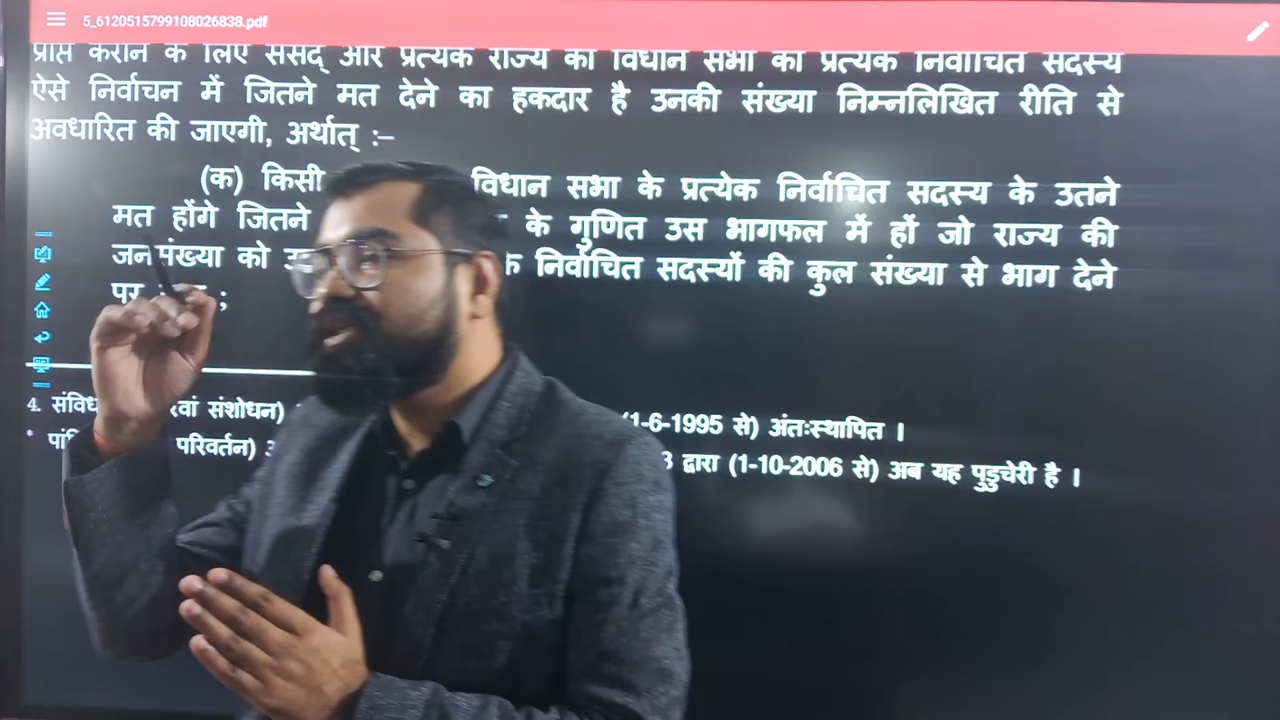 5_6120515799108026838.pdf
प्राप्त कराने के लिए संसद् और प्रत्येक राज्य की विधान सभा का प्रत्येक निर्वाचित सदस्य
ऐसे निर्वाचन में जितने मत देने का हकदार है उनकी संख्या निम्नलिखित रीति से
अवधारित की जाएगी, अर्थात् :–
(क) किसी विधान सभा के प्रत्येक निर्वाचित सदस्य के उतने
मत होंगे जितने के गुणित उस भागफल में हों जो राज्य की
जनसंख्या को के निर्वाचित सदस्यों की कुल संख्या से भाग देने
पर ;
4. संविध वां संशोधन) (1-6-1995 से) अंतःस्थापित ।
* पांडि परिवर्तन) द्वारा (1-10-2006 से) अब यह पुडुचेरी है ।